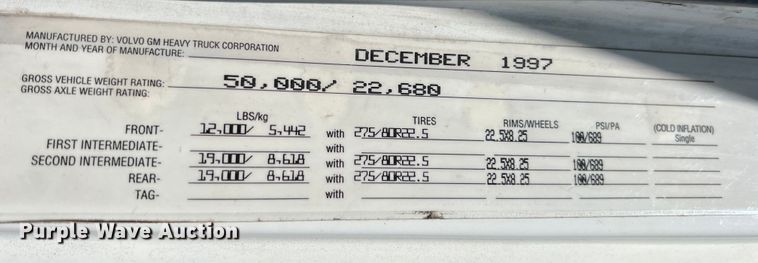 MANUFACTURED BY: VOLVO GM HEAVY TRUCK CORPORATION
MONTH AND YEAR OF MANUFACTURE: DECEMBER 1997
GROSS VEHICLE WEIGHT RATING: 50,000/ 22,680
GROSS AXLE WEIGHT RATING:
LBS/kg TIRES RIMS/WHEELS PSI/PA (COLD INFLATION)
FRONT- 12,000/ 5,442 with 275/80R22.5 22.5X8.25 100/689 Single
FIRST INTERMEDIATE- with
SECOND INTERMEDIATE- 19,000/ 8,618 with 275/80R22.5 22.5X8.25 100/689
REAR- 19,000/ 8,618 with 275/80R22.5 22.5X8.25 100/689
TAG- with
Purple Wave Auction